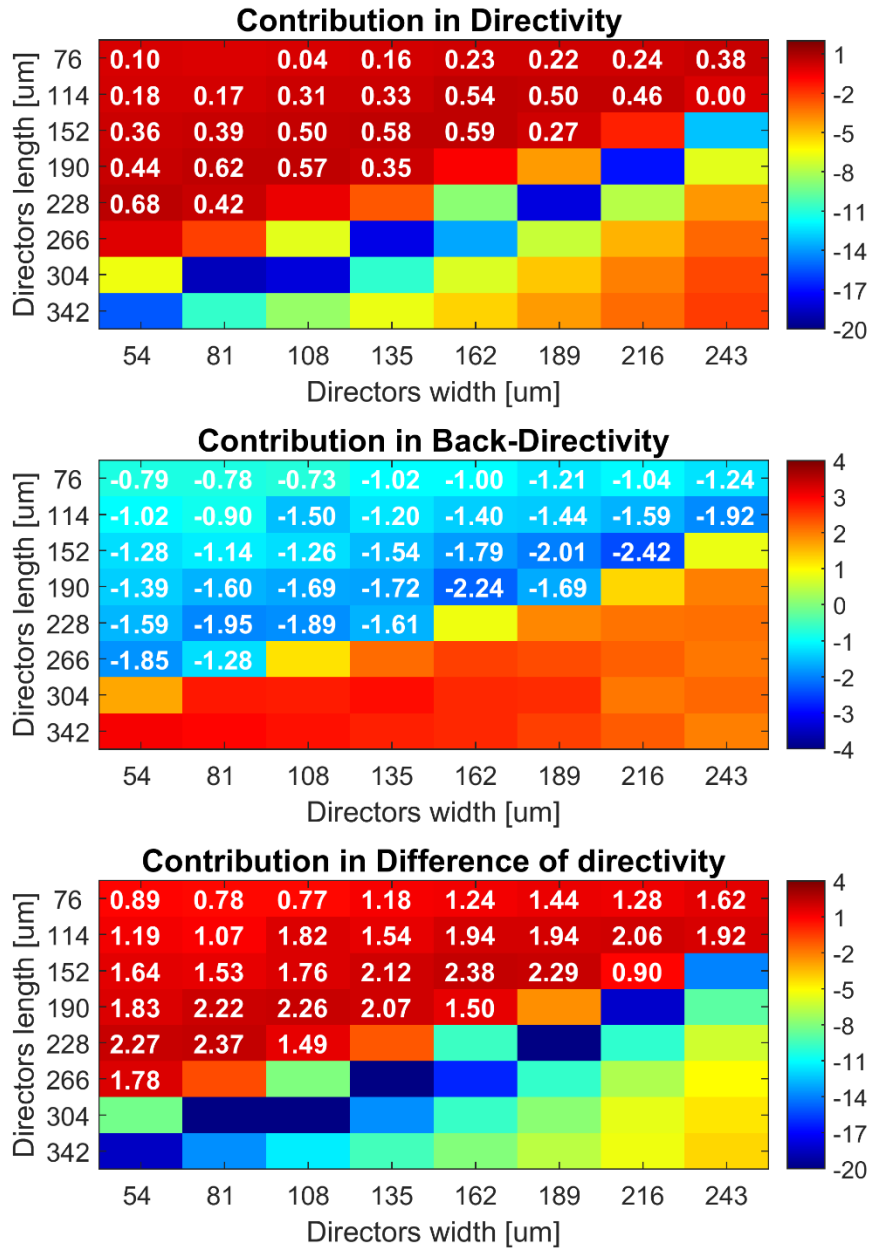 Contribution in Directivity
Directors length [um]
76 0.10 0.04 0.16 0.23 0.22 0.24 0.38
114 0.18 0.17 0.31 0.33 0.54 0.50 0.46 0.00
152 0.36 0.39 0.50 0.58 0.59 0.27
190 0.44 0.62 0.57 0.35
228 0.68 0.42
266
304
342
54 81 108 135 162 189 216 243
Directors width [um]
1
-2
-5
-8
-11
-14
-17
-20
Contribution in Back-Directivity
Directors length [um]
76 -0.79 -0.78 -0.73 -1.02 -1.00 -1.21 -1.04 -1.24
114 -1.02 -0.90 -1.50 -1.20 -1.40 -1.44 -1.59 -1.92
152 -1.28 -1.14 -1.26 -1.54 -1.79 -2.01 -2.42
190 -1.39 -1.60 -1.69 -1.72 -2.24 -1.69
228 -1.59 -1.95 -1.89 -1.61
266 -1.85 -1.28
304
342
54 81 108 135 162 189 216 243
Directors width [um]
4
3
2
1
0
-1
-2
-3
-4
Contribution in Difference of directivity
Directors length [um]
76 0.89 0.78 0.77 1.18 1.24 1.44 1.28 1.62
114 1.19 1.07 1.82 1.54 1.94 1.94 2.06 1.92
152 1.64 1.53 1.76 2.12 2.38 2.29 0.90
190 1.83 2.22 2.26 2.07 1.50
228 2.27 2.37 1.49
266 1.78
304
342
54 81 108 135 162 189 216 243
Directors width [um]
4
1
-2
-5
-8
-11
-14
-17
-20